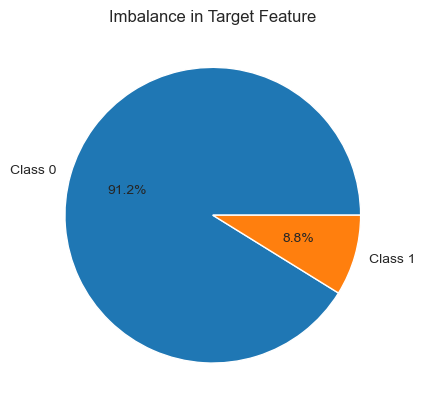 Imbalance in Target Feature
Class 0
91.2%
8.8%
Class 1